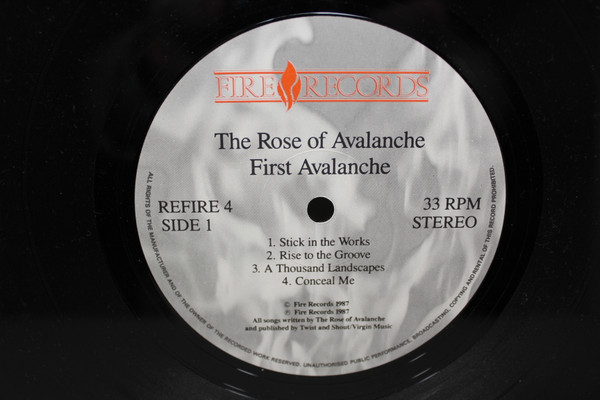 FIRE RECORDS
The Rose of Avalanche
First Avalanche
REFIRE 4
SIDE 1
33 RPM
STEREO
1. Stick in the Works
2. Rise to the Groove
3. A Thousand Landscapes
4. Conceal Me
© Fire Records 1987
℗ Fire Records 1987
All songs written by The Rose of Avalanche
and published by Twist and Shout/Virgin Music
ALL RIGHTS OF THE MANUFACTURER AND OF THE OWNER OF THE RECORDED WORK RESERVED. UNAUTHORISED PUBLIC PERFORMANCE, BROADCASTING, COPYING AND RENTAL OF THIS RECORD PROHIBITED.